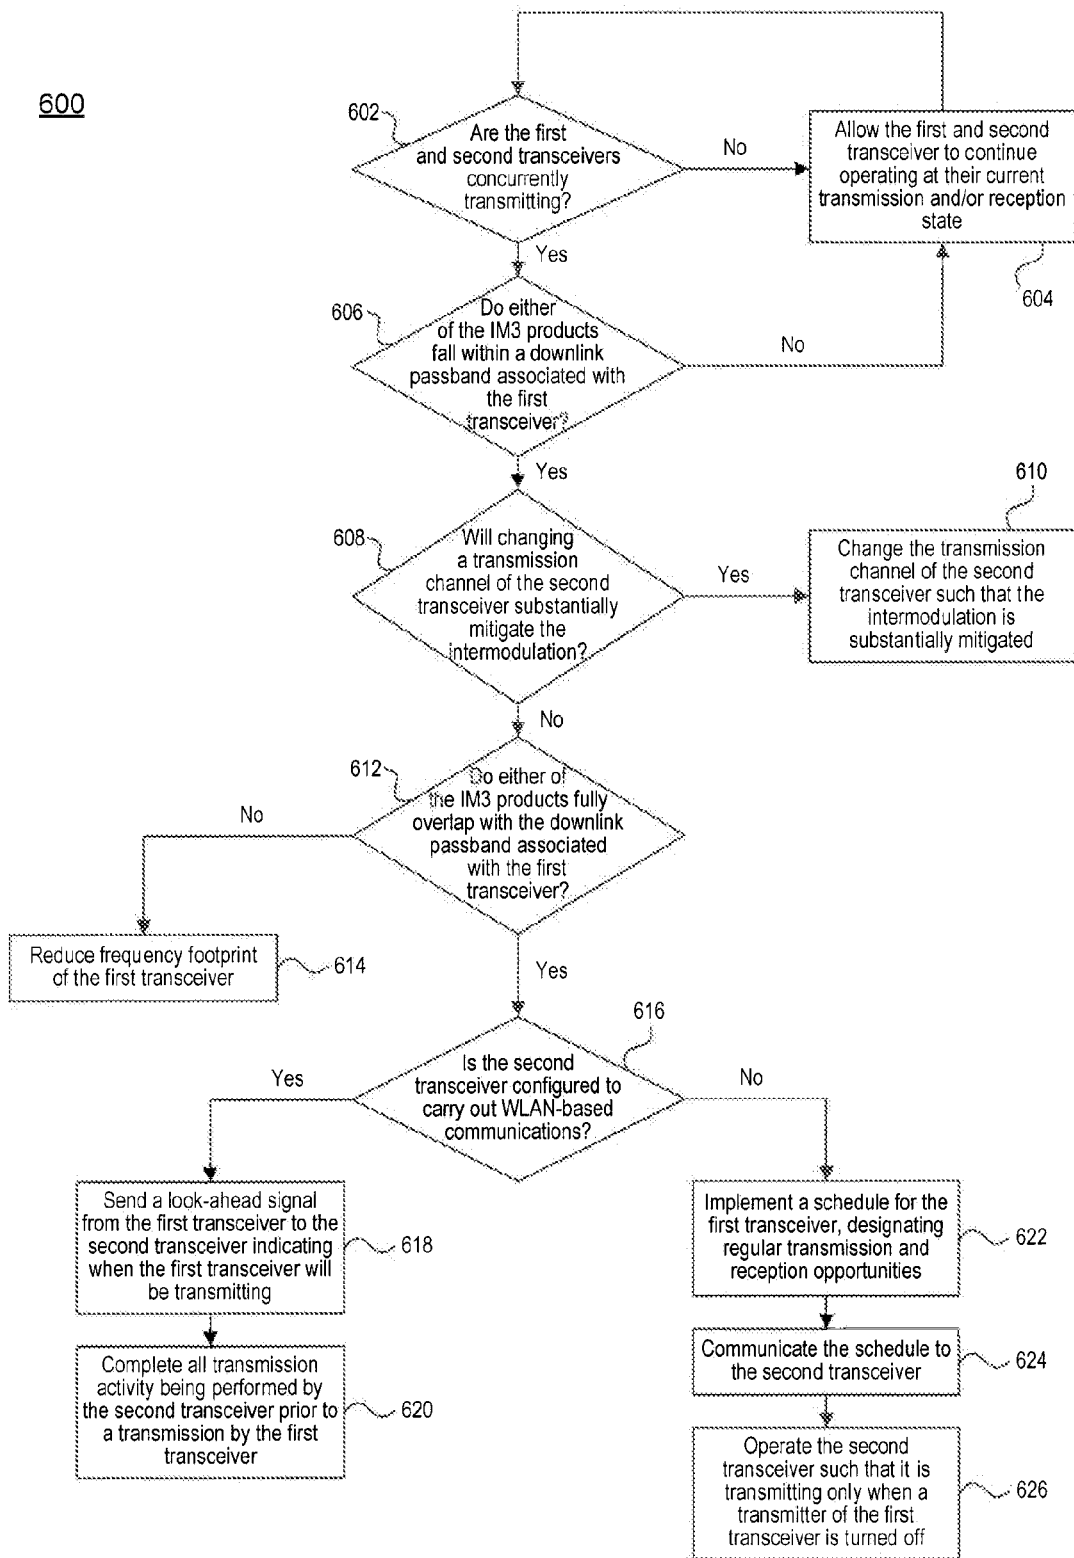 600
602
Are the first
and second transceivers
concurrently
transmitting?
No
Allow the first and second
transceiver to continue
operating at their current
transmission and/or reception
state
604
Yes
606
Do either
of the IM3 products
fall within a downlink
passband associated with
the first
transceiver?
No
Yes
608
Will changing
a transmission
channel of the second
transceiver substantially
mitigate the
intermodulation?
Yes
610
Change the transmission
channel of the second
transceiver such that the
intermodulation is
substantially mitigated
No
612
Do either of
the IM3 products fully
overlap with the downlink
passband associated
with the first
transceiver?
No
Reduce frequency footprint
of the first transceiver
614
Yes
616
Is the second
transceiver configured to
carry out WLAN-based
communications?
Yes
No
Send a look-ahead signal
from the first transceiver to the
second transceiver indicating
when the first transceiver will
be transmitting
618
Complete all transmission
activity being performed by
the second transceiver prior to
a transmission by the first
transceiver
620
Implement a schedule for the
first transceiver, designating
regular transmission and
reception opportunities
622
Communicate the schedule to
the second transceiver
624
Operate the second
transceiver such that it is
transmitting only when a
transmitter of the first
transceiver is turned off
626